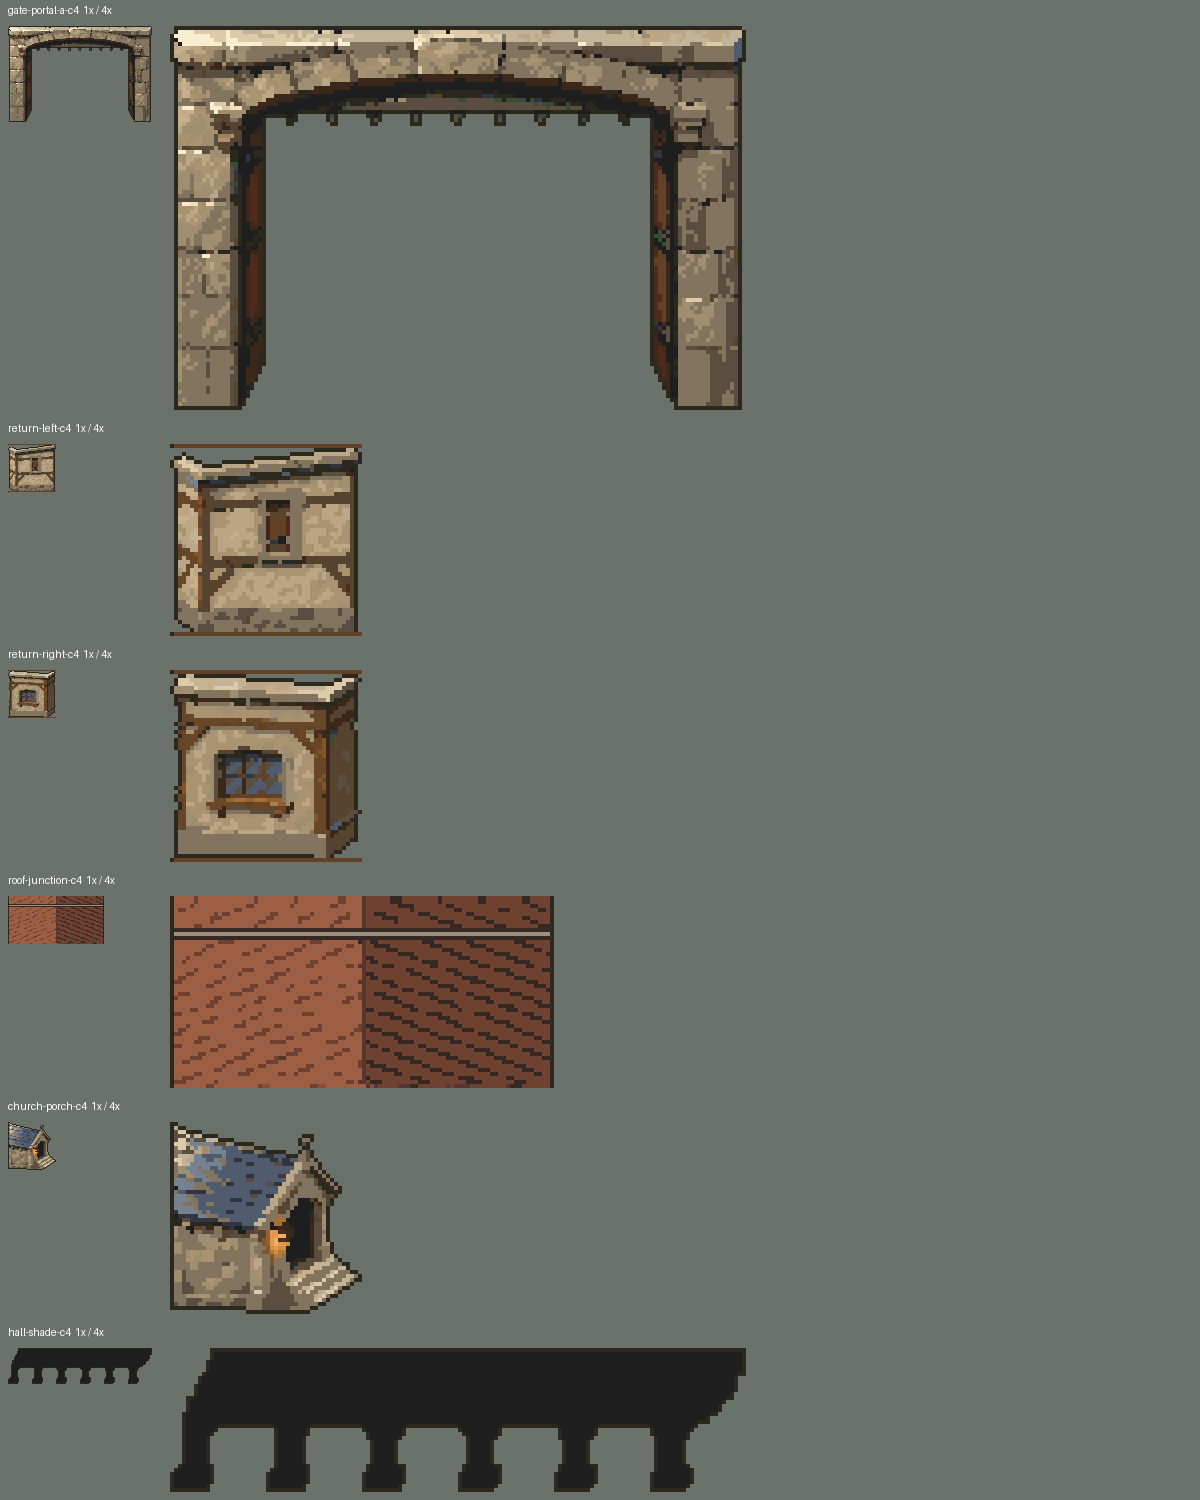 gate-portal-a-c4 1x / 4x
return-left-c4 1x / 4x
return-right-c4 1x / 4x
roof-junction-c4 1x / 4x
church-porch-c4 1x / 4x
hall-shade-c4 1x / 4x